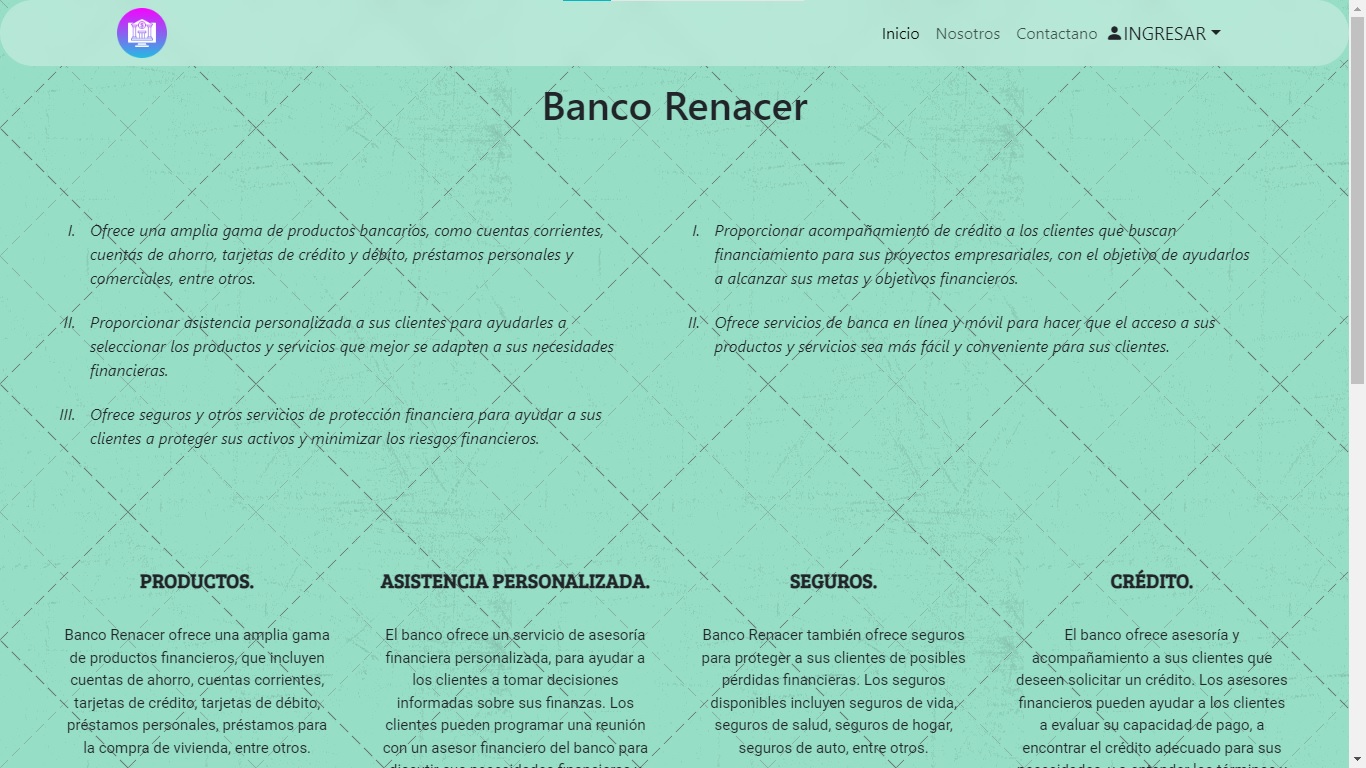 Inicio Nosotros Contactano INGRESAR
Banco Renacer
I. Ofrece una amplia gama de productos bancarios, como cuentas corrientes,
cuentas de ahorro, tarjetas de crédito y débito, préstamos personales y
comerciales, entre otros.
II. Proporcionar asistencia personalizada a sus clientes para ayudarles a
seleccionar los productos y servicios que mejor se adapten a sus necesidades
financieras.
III. Ofrece seguros y otros servicios de protección financiera para ayudar a sus
clientes a proteger sus activos y minimizar los riesgos financieros.
I. Proporcionar acompañamiento de crédito a los clientes que buscan
financiamiento para sus proyectos empresariales, con el objetivo de ayudarlos
a alcanzar sus metas y objetivos financieros.
II. Ofrece servicios de banca en línea y móvil para hacer que el acceso a sus
productos y servicios sea más fácil y conveniente para sus clientes.
PRODUCTOS.
Banco Renacer ofrece una amplia gama
de productos financieros, que incluyen
cuentas de ahorro, cuentas corrientes,
tarjetas de crédito, tarjetas de débito,
préstamos personales, préstamos para
la compra de vivienda, entre otros.
ASISTENCIA PERSONALIZADA.
El banco ofrece un servicio de asesoría
financiera personalizada, para ayudar a
los clientes a tomar decisiones
informadas sobre sus finanzas. Los
clientes pueden programar una reunión
con un asesor financiero del banco para
discutir sus necesidades financieras y
SEGUROS.
Banco Renacer también ofrece seguros
para proteger a sus clientes de posibles
pérdidas financieras. Los seguros
disponibles incluyen seguros de vida,
seguros de salud, seguros de hogar,
seguros de auto, entre otros.
CRÉDITO.
El banco ofrece asesoría y
acompañamiento a sus clientes que
deseen solicitar un crédito. Los asesores
financieros pueden ayudar a los clientes
a evaluar su capacidad de pago, a
encontrar el crédito adecuado para sus
necesidades, y a entender los términos y